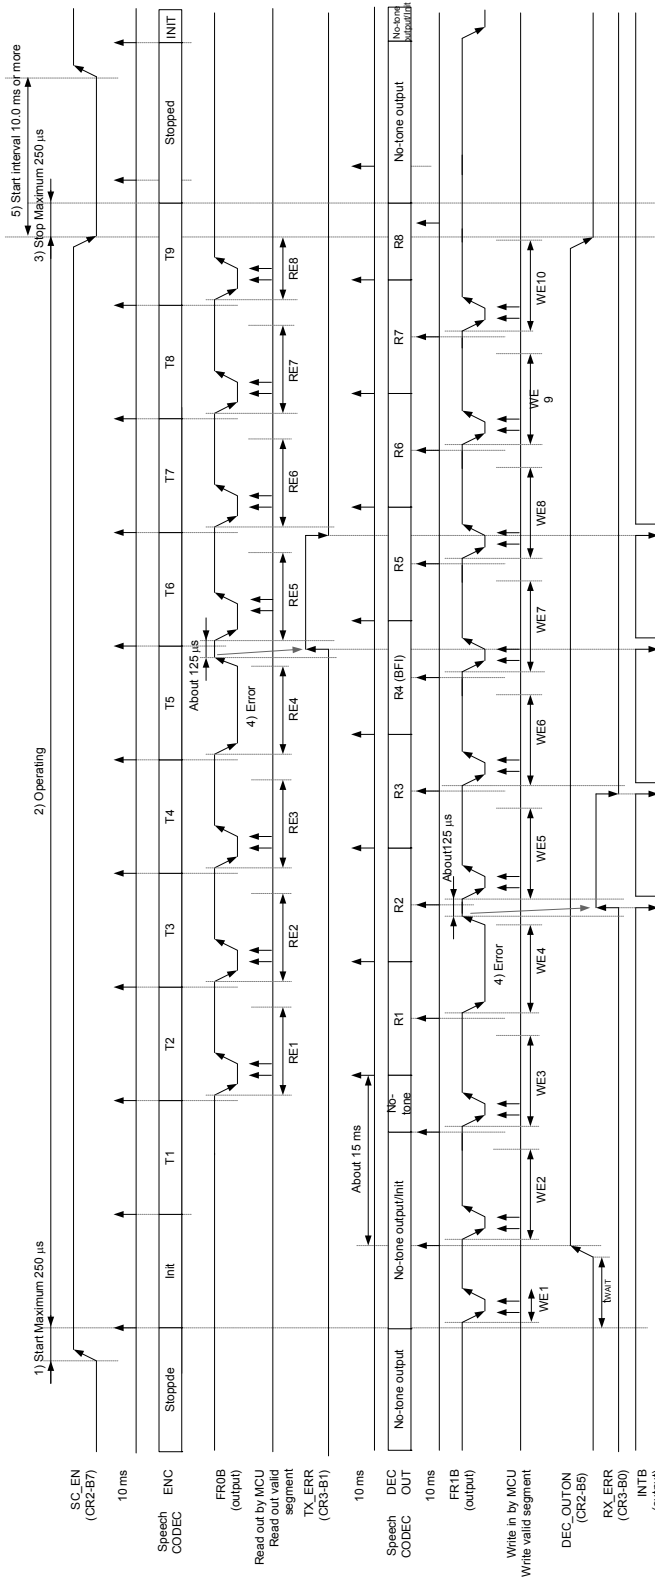 1) Start Maximum 250 µs
2) Operating
3) Stop Maximum 250 µs
5) Start interval 10.0 ms or more
SC_EN
(CR2-B7)
10 ms
Speech
CODEC
ENC
Stoppde
Init
T1
T2
T3
T4
T5
T6
T7
T8
T9
Stopped
INIT
FR0B
(output)
4) Error
About 125 µs
Read out by MCU
Read out valid
segment
RE1
RE2
RE3
RE4
RE5
RE6
RE7
RE8
TX_ERR
(CR3-B1)
10 ms
About 15 ms
Speech
CODEC
DEC
OUT
No-tone output
No-tone output/Init
No-
tone
R1
R2
R3
R4 (BFI)
R5
R6
R7
R8
No-tone output
No-tone
output/Init
10 ms
About125 µs
FR1B
(output)
4) Error
Write in by MCU
Write valid segment
WE1
WE2
WE3
WE4
WE5
WE6
WE7
WE8
WE
9
WE10
DEC_OUTON
(CR2-B5)
tWAIT
RX_ERR
(CR3-B0)
INTB
(output)